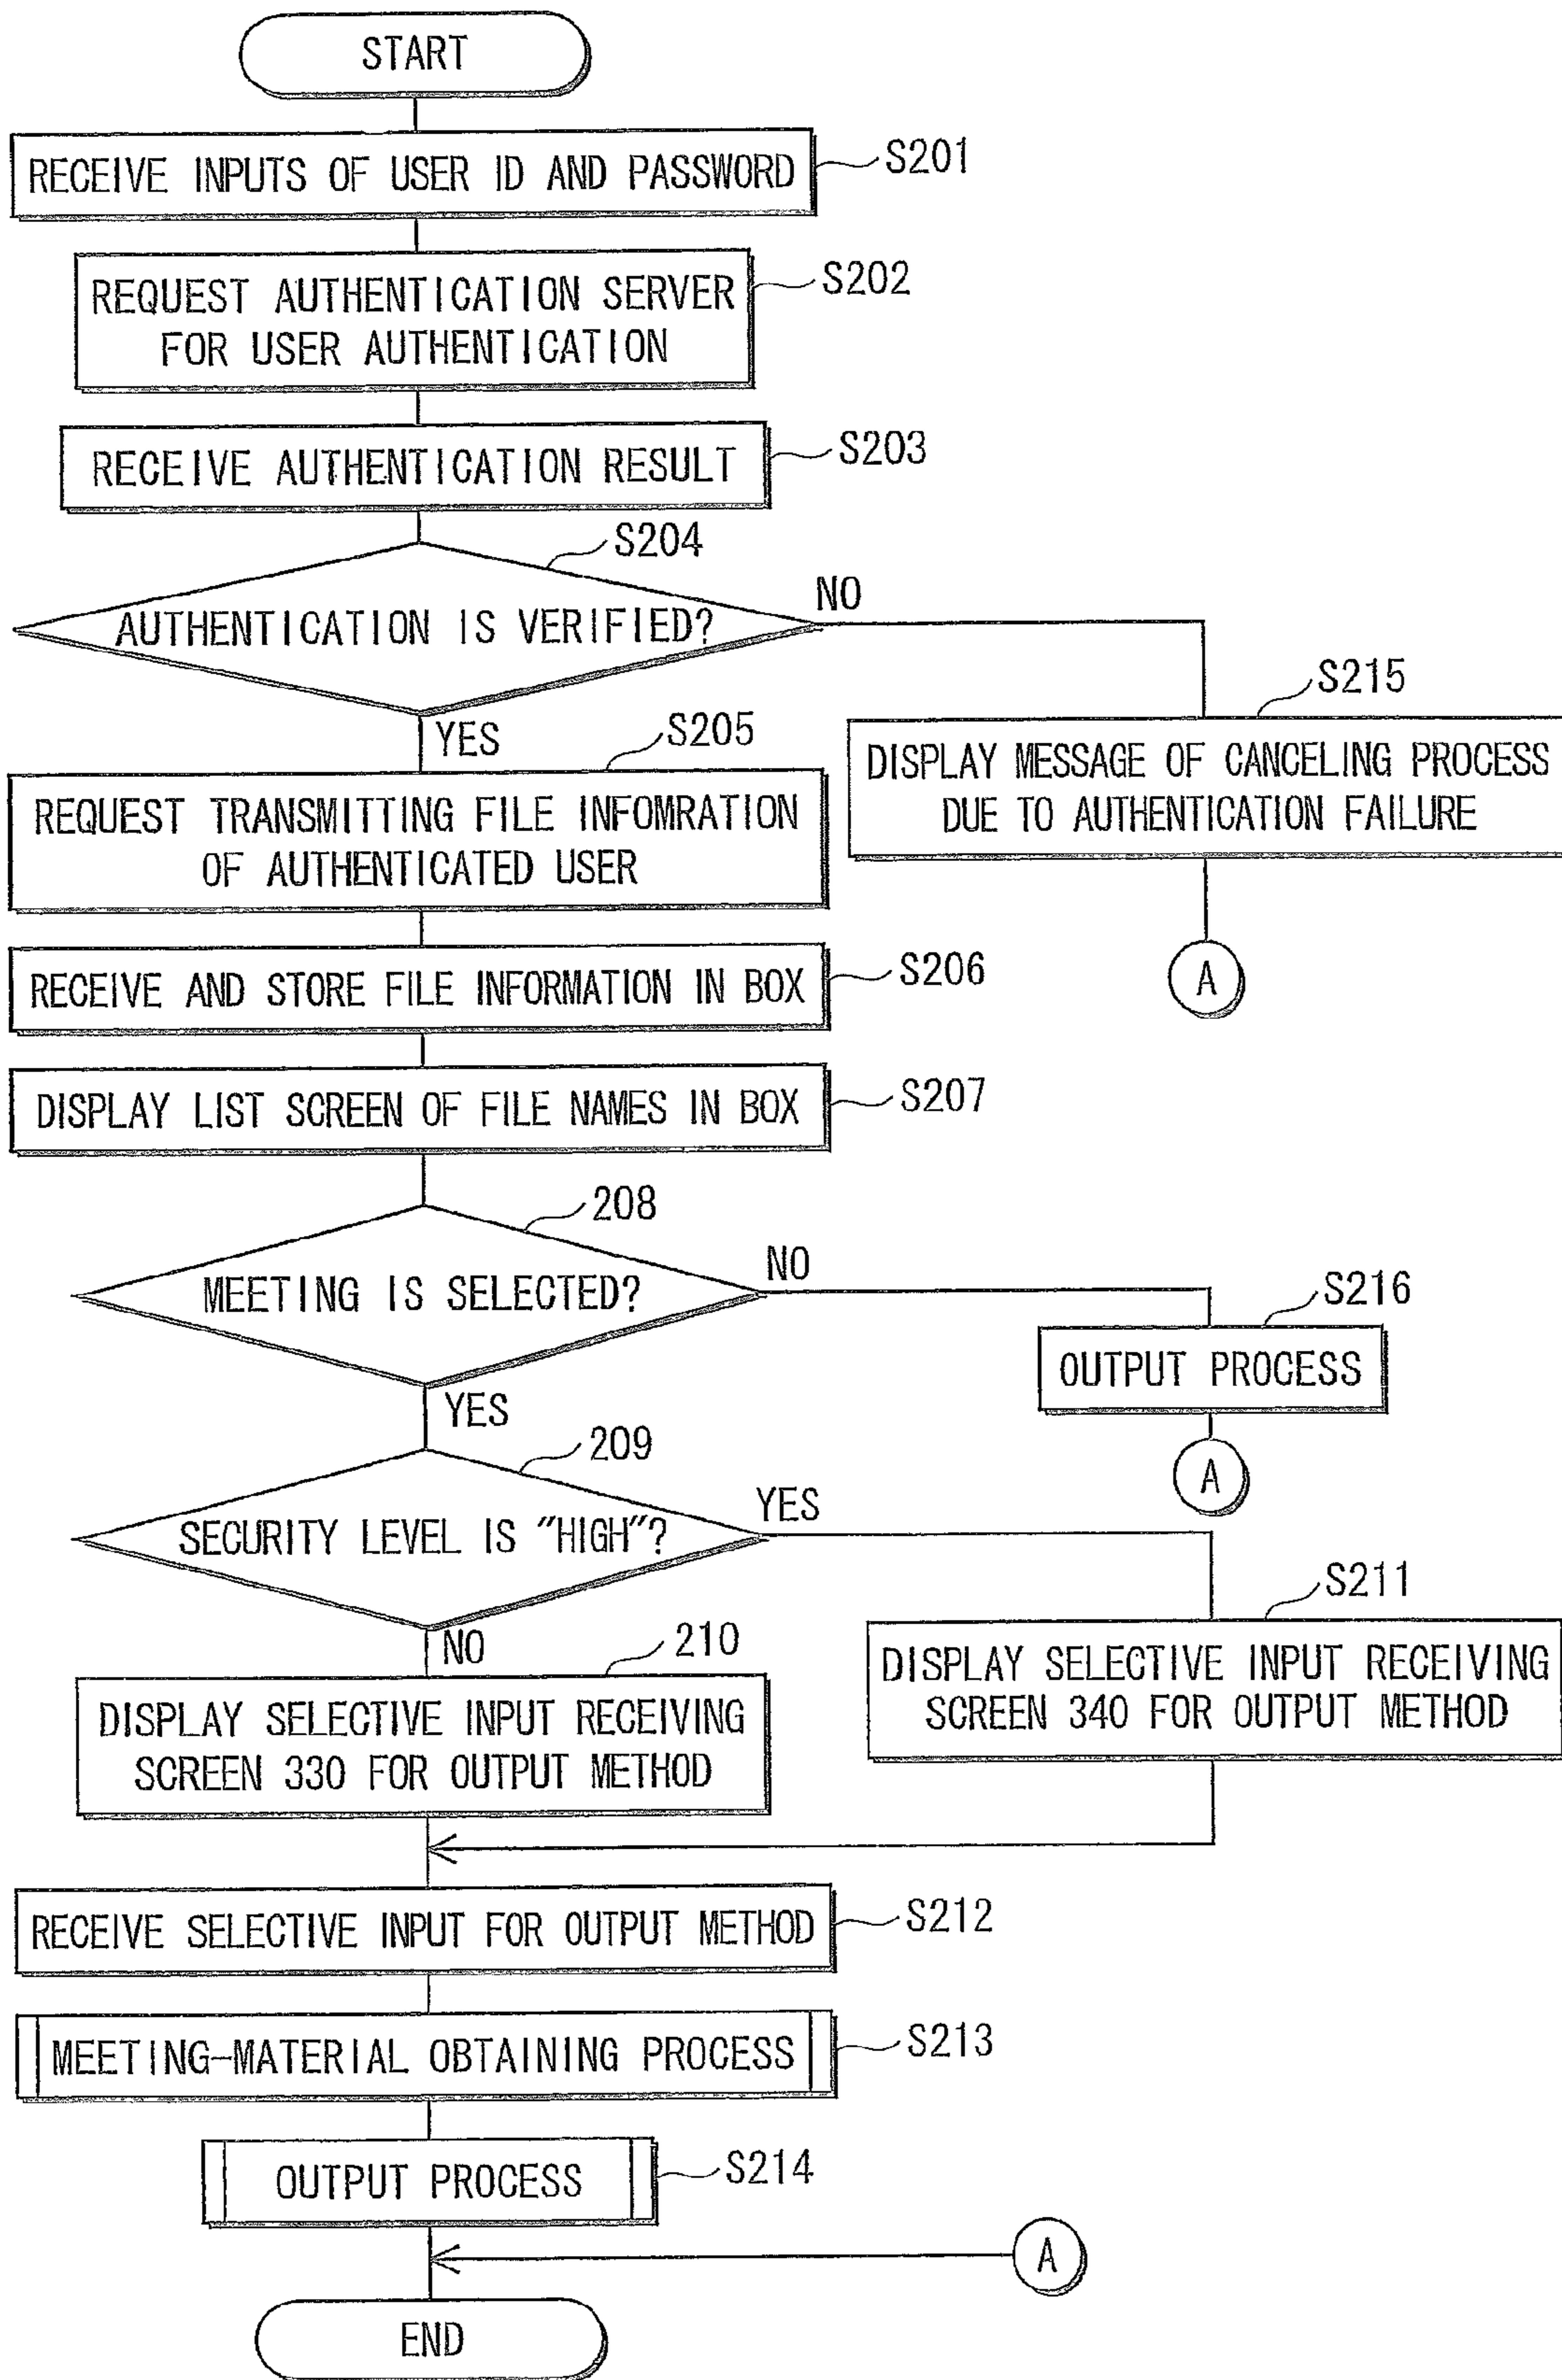 START
RECEIVE INPUTS OF USER ID AND PASSWORD
S201
REQUEST AUTHENTICATION SERVER
FOR USER AUTHENTICATION
S202
RECEIVE AUTHENTICATION RESULT
S203
S204
AUTHENTICATION IS VERIFIED?
NO
YES
S215
DISPLAY MESSAGE OF CANCELING PROCESS
DUE TO AUTHENTICATION FAILURE
A
S205
REQUEST TRANSMITTING FILE INFOMRATION
OF AUTHENTICATED USER
RECEIVE AND STORE FILE INFORMATION IN BOX
S206
DISPLAY LIST SCREEN OF FILE NAMES IN BOX
S207
208
MEETING IS SELECTED?
NO
YES
S216
OUTPUT PROCESS
A
209
SECURITY LEVEL IS "HIGH"?
YES
NO
S211
DISPLAY SELECTIVE INPUT RECEIVING
SCREEN 340 FOR OUTPUT METHOD
210
DISPLAY SELECTIVE INPUT RECEIVING
SCREEN 330 FOR OUTPUT METHOD
RECEIVE SELECTIVE INPUT FOR OUTPUT METHOD
S212
MEETING-MATERIAL OBTAINING PROCESS
S213
OUTPUT PROCESS
S214
A
END